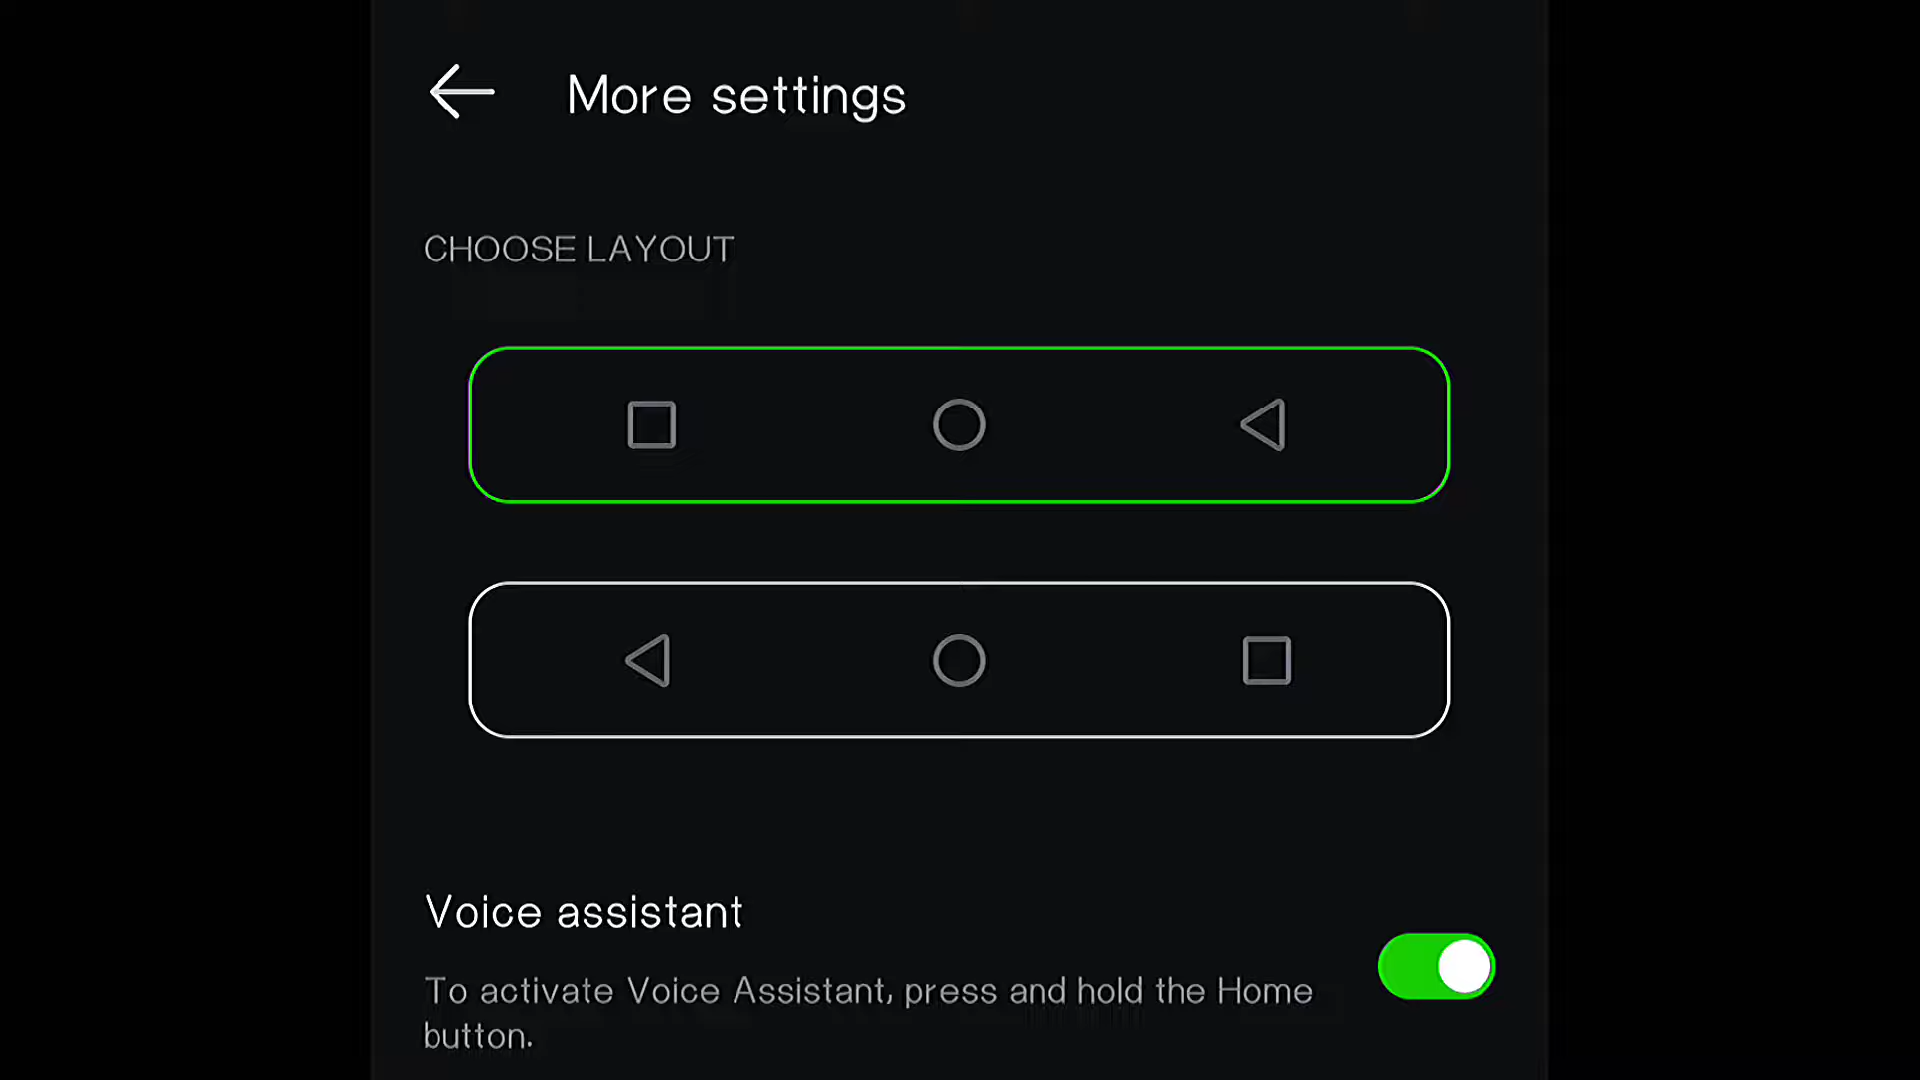 More settings
CHOOSE LAYOUT
Voice assistant
To activate Voice Assistant, press and hold the Home
button.